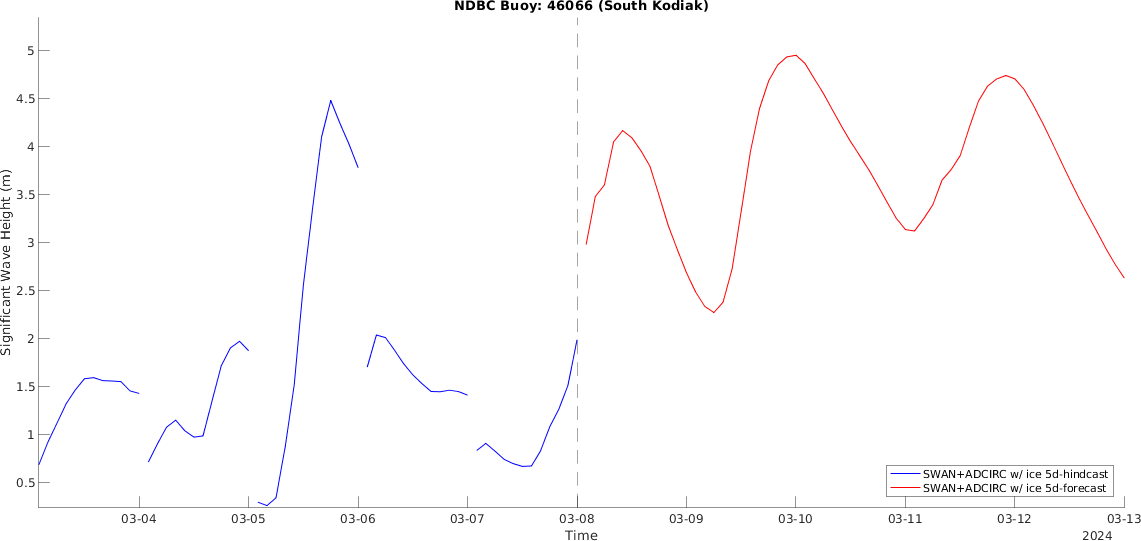 NDBC Buoy: 46066 (South Kodiak)
Significant Wave Height (m)
5
4.5
4
3.5
3
2.5
2
1.5
1
0.5
SWAN+ADCIRC w/ ice 5d-hindcast
SWAN+ADCIRC w/ ice 5d-forecast
03-04 03-05 03-06 03-07 03-08 03-09 03-10 03-11 03-12 03-13
Time
2024